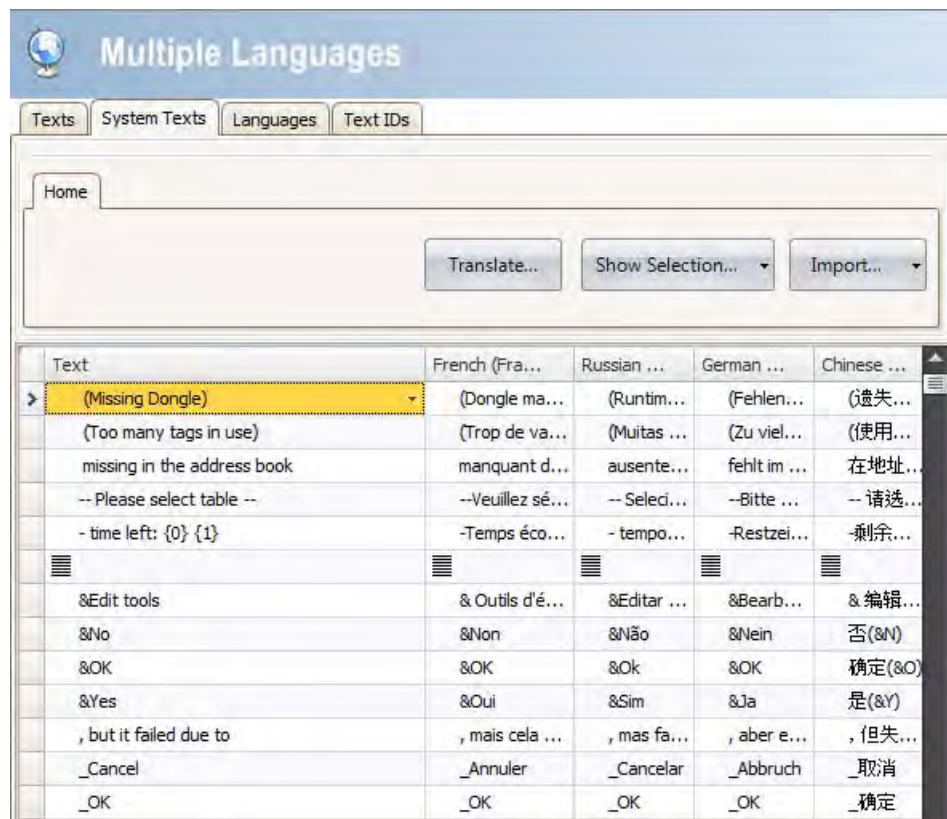 Multiple Languages
Texts System Texts Languages Text IDs
Home
Translate... Show Selection... Import...
Text French (Fra... Russian ... German ... Chinese ...
(Missing Dongle) (Dongle ma... (Runtim... (Fehlen... (遗失...
(Too many tags in use) (Trop de va... (Muitas ... (Zu viel... (使用...
missing in the address book manquant d... ausente... fehlt im ... 在地址...
-- Please select table -- --Veuillez sé... -- Seleci... --Bitte ... -- 请选...
- time left: {0} {1} -Temps éco... - tempo... -Restzei... -剩余...
&Edit tools & Outils d'é... &Editar ... &Bearb... & 编辑...
&No &Non &Não &Nein 否(&N)
&OK &OK &Ok &OK 确定(&O)
&Yes &Oui &Sim &Ja 是(&Y)
, but it failed due to , mais cela ... , mas fa... , aber e... , 但失...
_Cancel _Annuler _Cancelar _Abbruch _取消
_OK _OK _OK _OK _确定